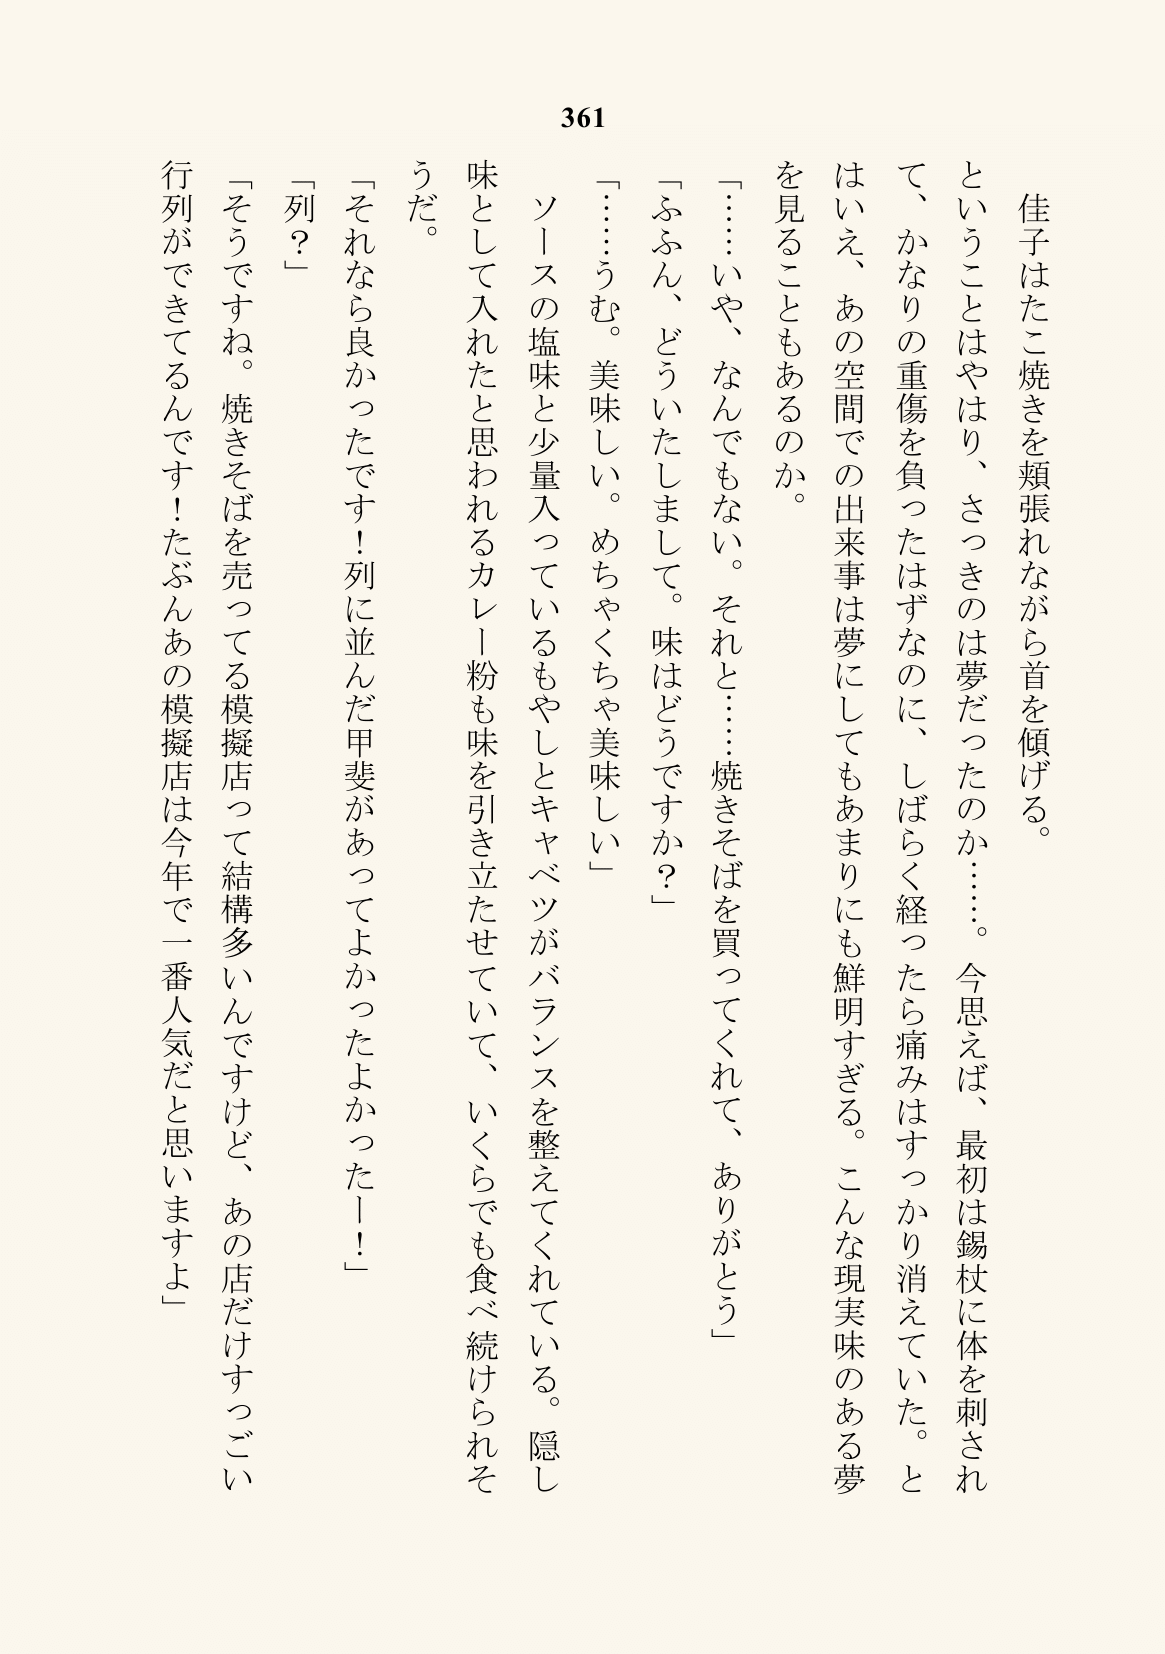 361
佳子はたこ焼きを頬張れながら首を傾げる。
ということはやはり、さっきのは夢だったのか……。今思えば、最初は錫杖に体を刺され
て、かなりの重傷を負ったはずなのに、しばらく経ったら痛みはすっかり消えていた。と
はいえ、あの空間での出来事は夢にしてもあまりにも鮮明すぎる。こんな現実味のある夢
を見ることもあるのか。
「……いや、なんでもない。それと……焼きそばを買ってくれて、ありがとう」
「ふふん、どういたしまして。味はどうですか？」
「……うむ。美味しい。めちゃくちゃ美味しい」
ソースの塩味と少量入っているもやしとキャベツがバランスを整えてくれている。隠し
味として入れたと思われるカレー粉も味を引き立たせていて、いくらでも食べ続けられそ
うだ。
「それなら良かったです！列に並んだ甲斐があってよかったよかったー！」
「列？」
「そうですね。焼きそばを売ってる模擬店って結構多いんですけど、あの店だけすっごい
行列ができてるんです！たぶんあの模擬店は今年で一番人気だと思いますよ」